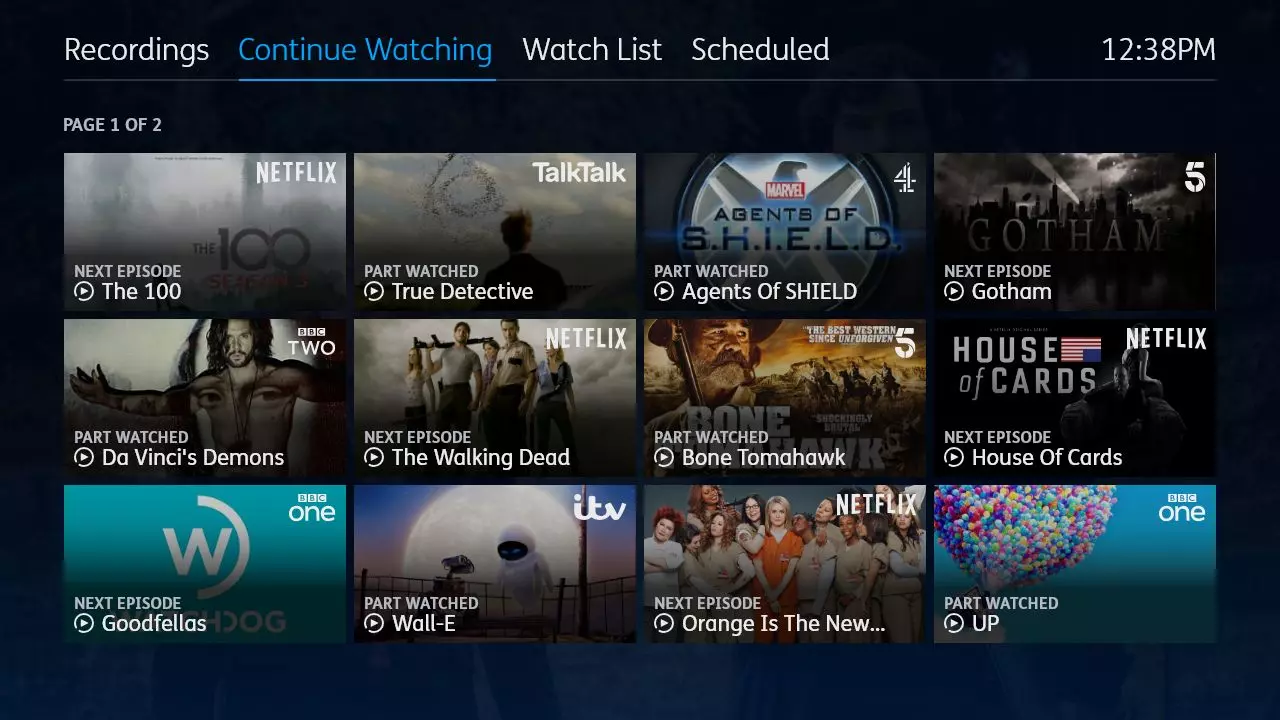 Recordings Continue Watching Watch List Scheduled 12:38PM
PAGE 1 OF 2
NETFLIX
THE 100
NEXT EPISODE
The 100
TalkTalk
PART WATCHED
True Detective
4
MARVEL
AGENTS OF
S.H.I.E.L.D.
PART WATCHED
Agents Of SHIELD
5
GOTHAM
NEXT EPISODE
Gotham
BBC
TWO
PART WATCHED
Da Vinci's Demons
NETFLIX
NEXT EPISODE
The Walking Dead
"THE BEST WESTERN
SINCE UNFORGIVEN"
5
BONE
"SHOCKINGLY
BRUTAL"
TOMAHAWK
PART WATCHED
Bone Tomahawk
NETFLIX
HOUSE
of CARDS
NEXT EPISODE
House Of Cards
BBC
one
W
NEXT EPISODE
Goodfellas
itv
PART WATCHED
Wall-E
NETFLIX
NEXT EPISODE
Orange Is The New...
BBC
one
PART WATCHED
UP